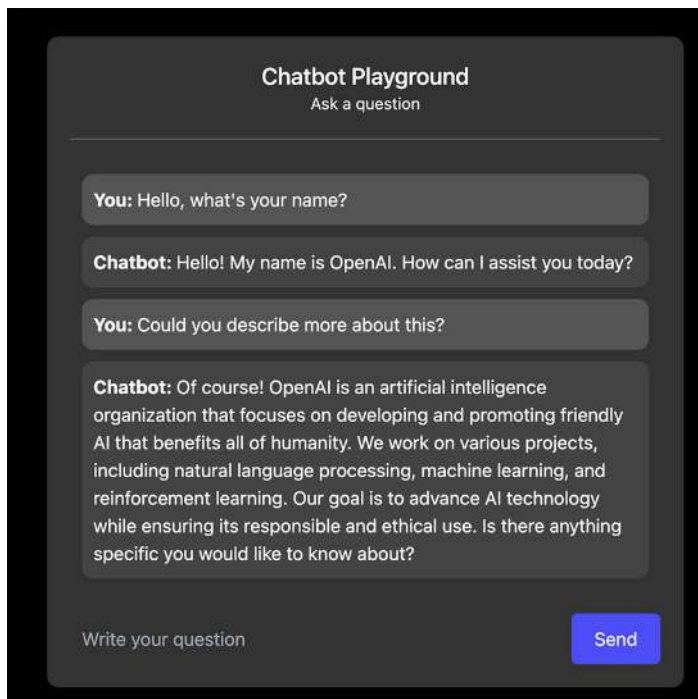 Chatbot Playground
Ask a question
You: Hello, what's your name?
Chatbot: Hello! My name is OpenAI. How can I assist you today?
You: Could you describe more about this?
Chatbot: Of course! OpenAI is an artificial intelligence
organization that focuses on developing and promoting friendly
AI that benefits all of humanity. We work on various projects,
including natural language processing, machine learning, and
reinforcement learning. Our goal is to advance AI technology
while ensuring its responsible and ethical use. Is there anything
specific you would like to know about?
Write your question
Send